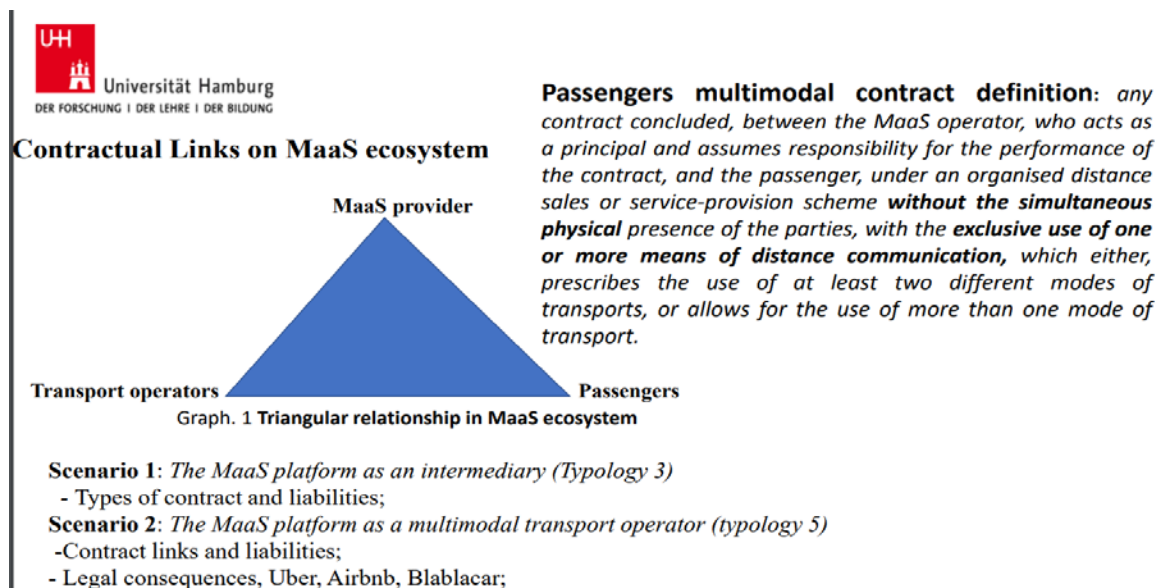 UH
Universität Hamburg
DER FORSCHUNG | DER LEHRE | DER BILDUNG
Contractual Links on MaaS ecosystem
MaaS provider
Transport operators
Passengers
Graph. 1 Triangular relationship in MaaS ecosystem
Passengers multimodal contract definition: any
contract concluded, between the MaaS operator, who acts as
a principal and assumes responsibility for the performance of
the contract, and the passenger, under an organised distance
sales or service-provision scheme without the simultaneous
physical presence of the parties, with the exclusive use of one
or more means of distance communication, which either,
prescribes the use of at least two different modes of
transports, or allows for the use of more than one mode of
transport.
Scenario 1: The MaaS platform as an intermediary (Typology 3)
- Types of contract and liabilities;
Scenario 2: The MaaS platform as a multimodal transport operator (typology 5)
-Contract links and liabilities;
- Legal consequences, Uber, Airbnb, Blablacar;